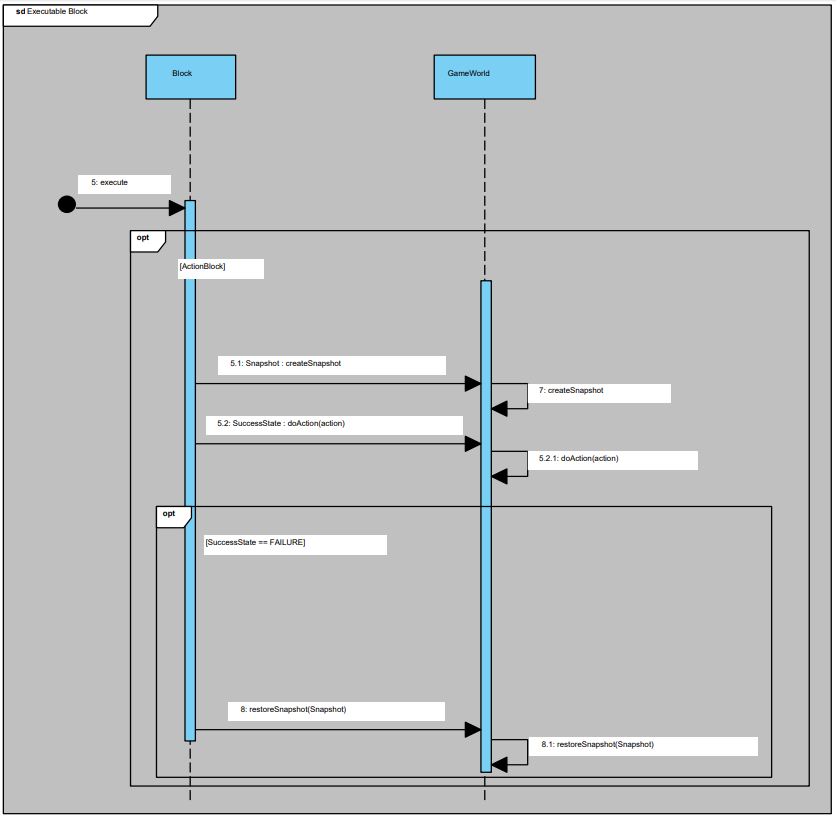 sd Executable Block
Block
GameWorld
5: execute
opt
[ActionBlock]
5.1: Snapshot : createSnapshot
7: createSnapshot
5.2: SuccessState : doAction(action)
5.2.1: doAction(action)
opt
[SuccessState == FAILURE]
8: restoreSnapshot(Snapshot)
8.1: restoreSnapshot(Snapshot)